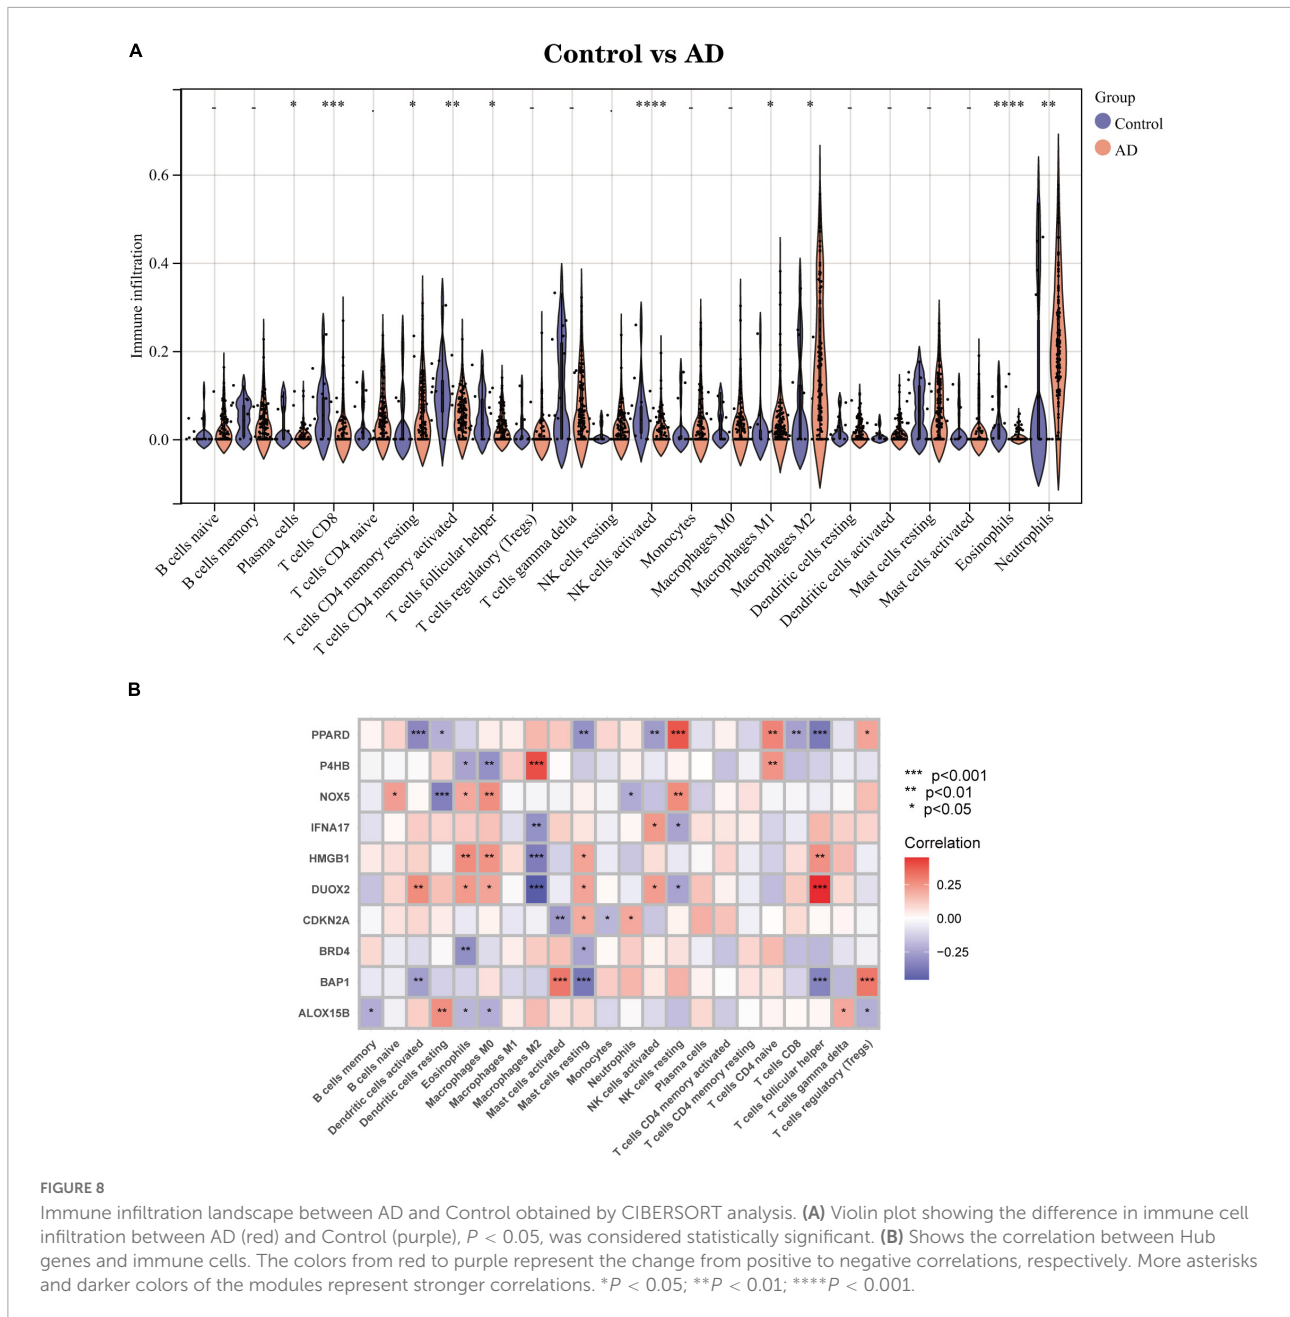 A
Control vs AD
- - * *** . * ** * - - . **** - - * * - - - - **** **
Group
Control
AD
Immune infiltration
0.6
0.4
0.2
0.0
B cells naive
B cells memory
Plasma cells
T cells CD8
T cells CD4 naive
T cells CD4 memory resting
T cells CD4 memory activated
T cells follicular helper
T cells regulatory (Tregs)
T cells gamma delta
NK cells resting
NK cells activated
Monocytes
Macrophages M0
Macrophages M1
Macrophages M2
Dendritic cells resting
Dendritic cells activated
Mast cells resting
Mast cells activated
Eosinophils
Neutrophils
B
PPARD *** * ** ** *** ** ** *** *
P4HB * ** *** **
NOX5 * *** * ** * **
IFNA17 ** * *
HMGB1 ** ** *** * **
DUOX2 ** * * *** * * * ***
CDKN2A ** * * *
BRD4 ** *
BAP1 ** *** *** *** ***
ALOX15B * ** * * * *
B cells memory
B cells naive
Dendritic cells activated
Dendritic cells resting
Eosinophils
Macrophages M0
Macrophages M1
Macrophages M2
Mast cells activated
Mast cells resting
Monocytes
Neutrophils
NK cells activated
NK cells resting
Plasma cells
T cells CD4 memory activated
T cells CD4 memory resting
T cells CD4 naive
T cells CD8
T cells follicular helper
T cells gamma delta
T cells regulatory (Tregs)
*** p<0.001
** p<0.01
* p<0.05
Correlation
0.25
0.00
−0.25
FIGURE 8
Immune infiltration landscape between AD and Control obtained by CIBERSORT analysis. (A) Violin plot showing the difference in immune cell
infiltration between AD (red) and Control (purple), P < 0.05, was considered statistically significant. (B) Shows the correlation between Hub
genes and immune cells. The colors from red to purple represent the change from positive to negative correlations, respectively. More asterisks
and darker colors of the modules represent stronger correlations. *P < 0.05; **P < 0.01; ****P < 0.001.